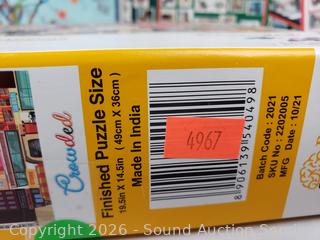 Crowded
Finished Puzzle Size
19.5in X 14.5in (49cm X 36cm)
Made In India
4967
8 906139 540498
Batch Code : 2021
SKU No : 2202005
MFG Date : 10/21
Copyright 2026 - Sound Auction Service